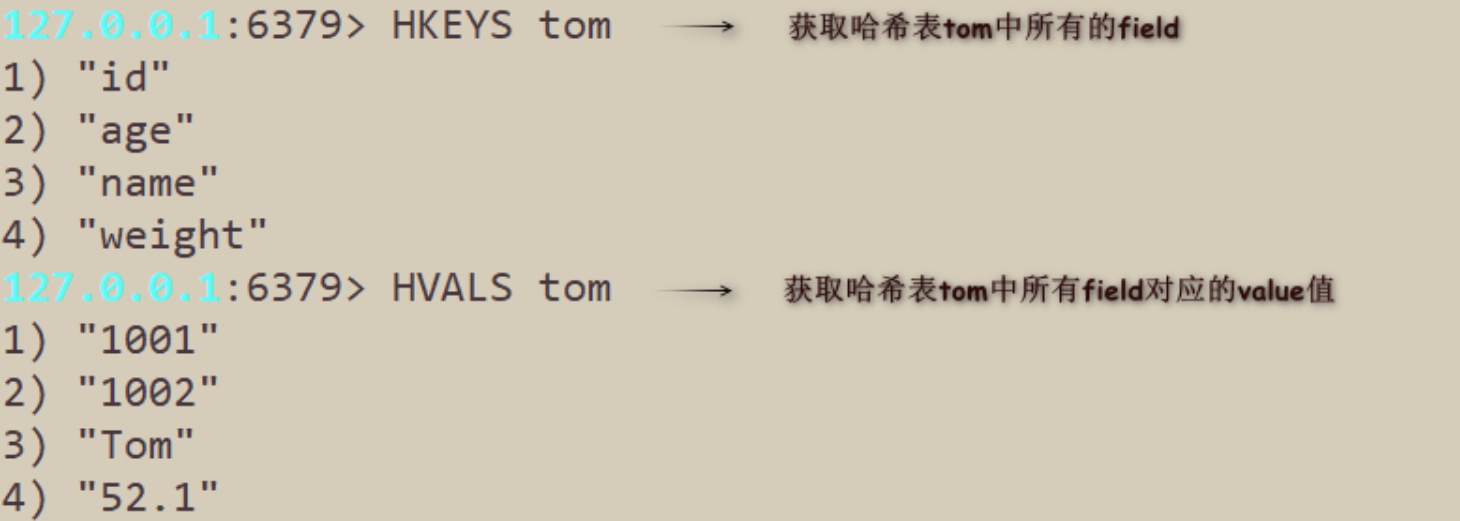 127.0.0.1:6379> HKEYS tom 获取哈希表tom中所有的field
1) "id"
2) "age"
3) "name"
4) "weight"
127.0.0.1:6379> HVALS tom 获取哈希表tom中所有field对应的value值
1) "1001"
2) "1002"
3) "Tom"
4) "52.1"